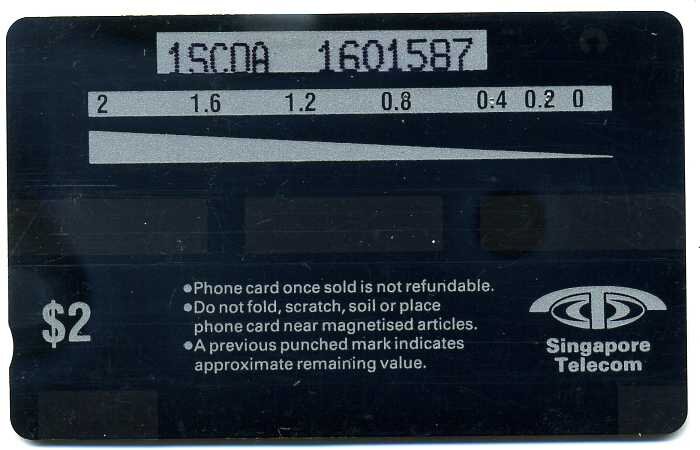 1SCDA 1601587
2 1.6 1.2 0.8 0.4 0.2 0
●Phone card once sold is not refundable.
●Do not fold, scratch, soil or place
phone card near magnetised articles.
●A previous punched mark indicates
approximate remaining value.
$2
Singapore
Telecom